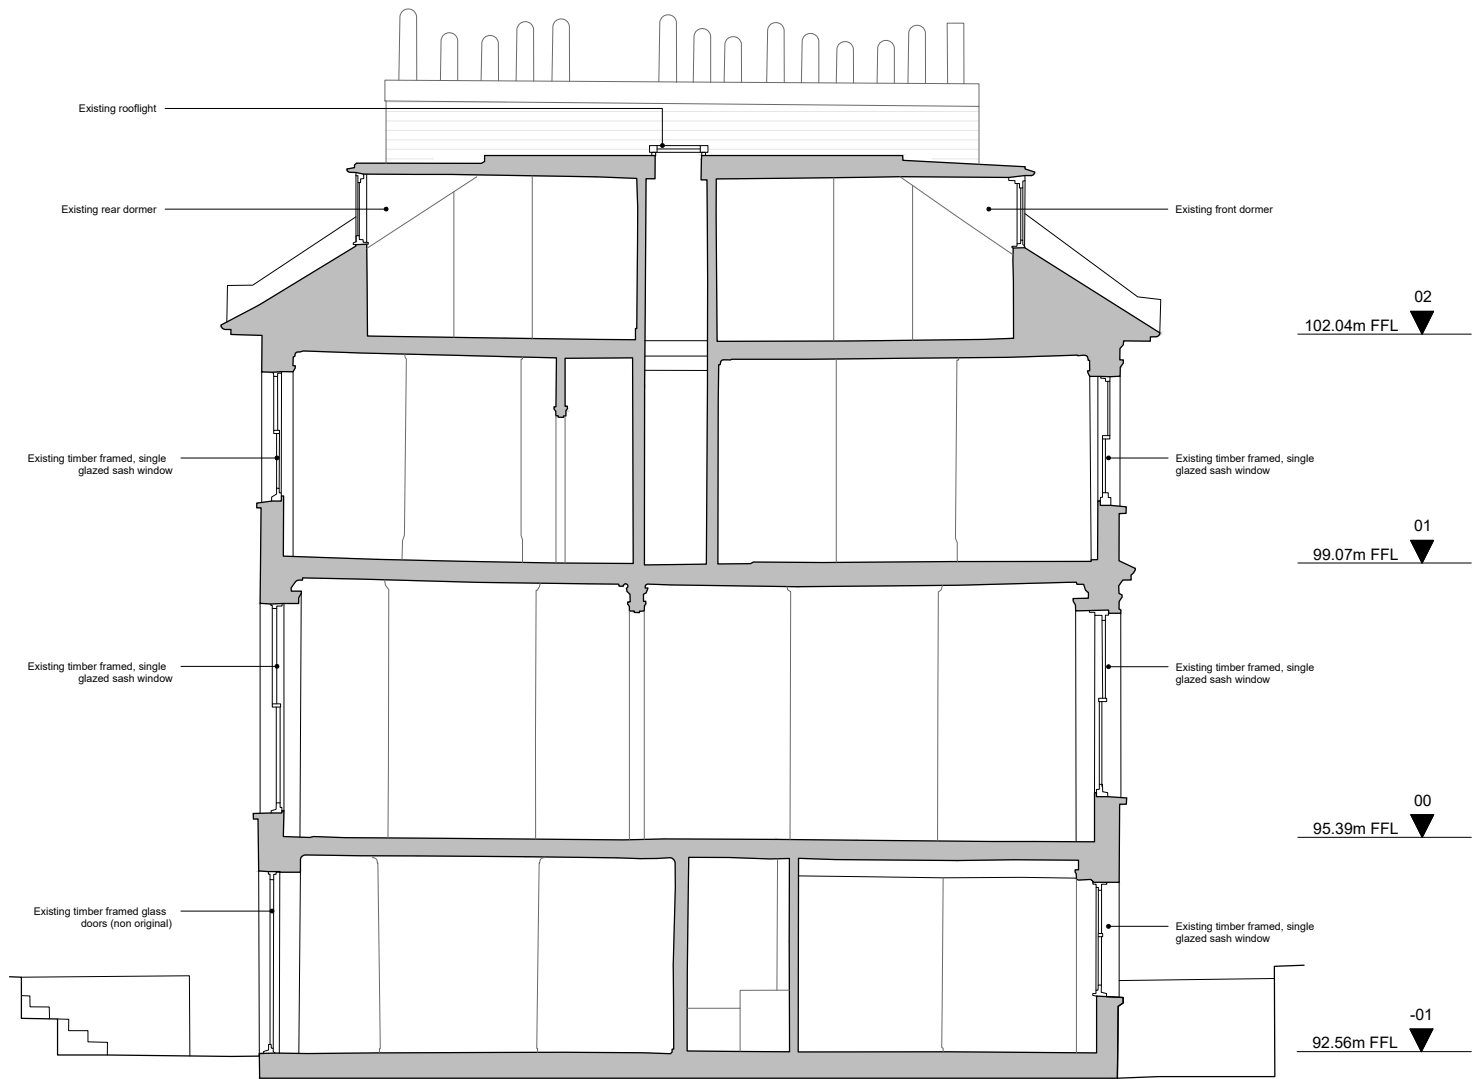 Existing rooflight
Existing rear dormer
Existing front dormer
02
102.04m FFL
Existing timber framed, single
glazed sash window
Existing timber framed, single
glazed sash window
01
99.07m FFL
Existing timber framed, single
glazed sash window
Existing timber framed, single
glazed sash window
00
95.39m FFL
Existing timber framed glass
doors (non original)
Existing timber framed, single
glazed sash window
-01
92.56m FFL